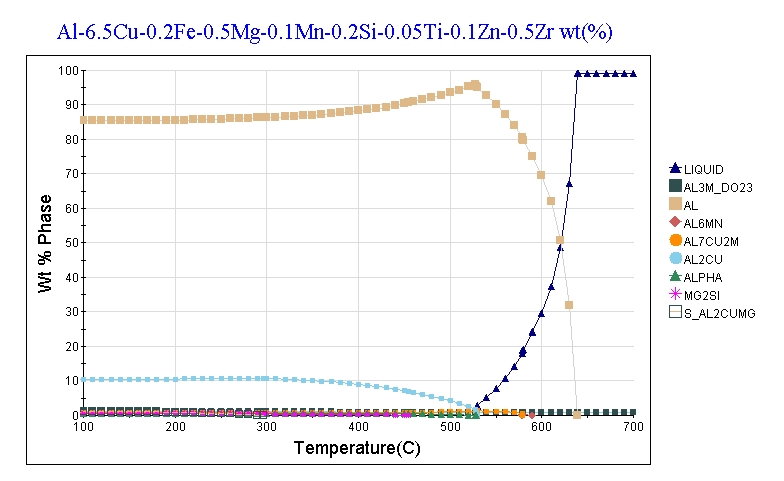 Al-6.5Cu-0.2Fe-0.5Mg-0.1Mn-0.2Si-0.05Ti-0.1Zn-0.5Zr wt(%)
100
90
80
70
60
50
40
30
20
10
0
Wt % Phase
100 200 300 400 500 600 700
Temperature(C)
LIQUID
AL3M_DO23
AL
AL6MN
AL7CU2M
AL2CU
ALPHA
MG2SI
S_AL2CUMG